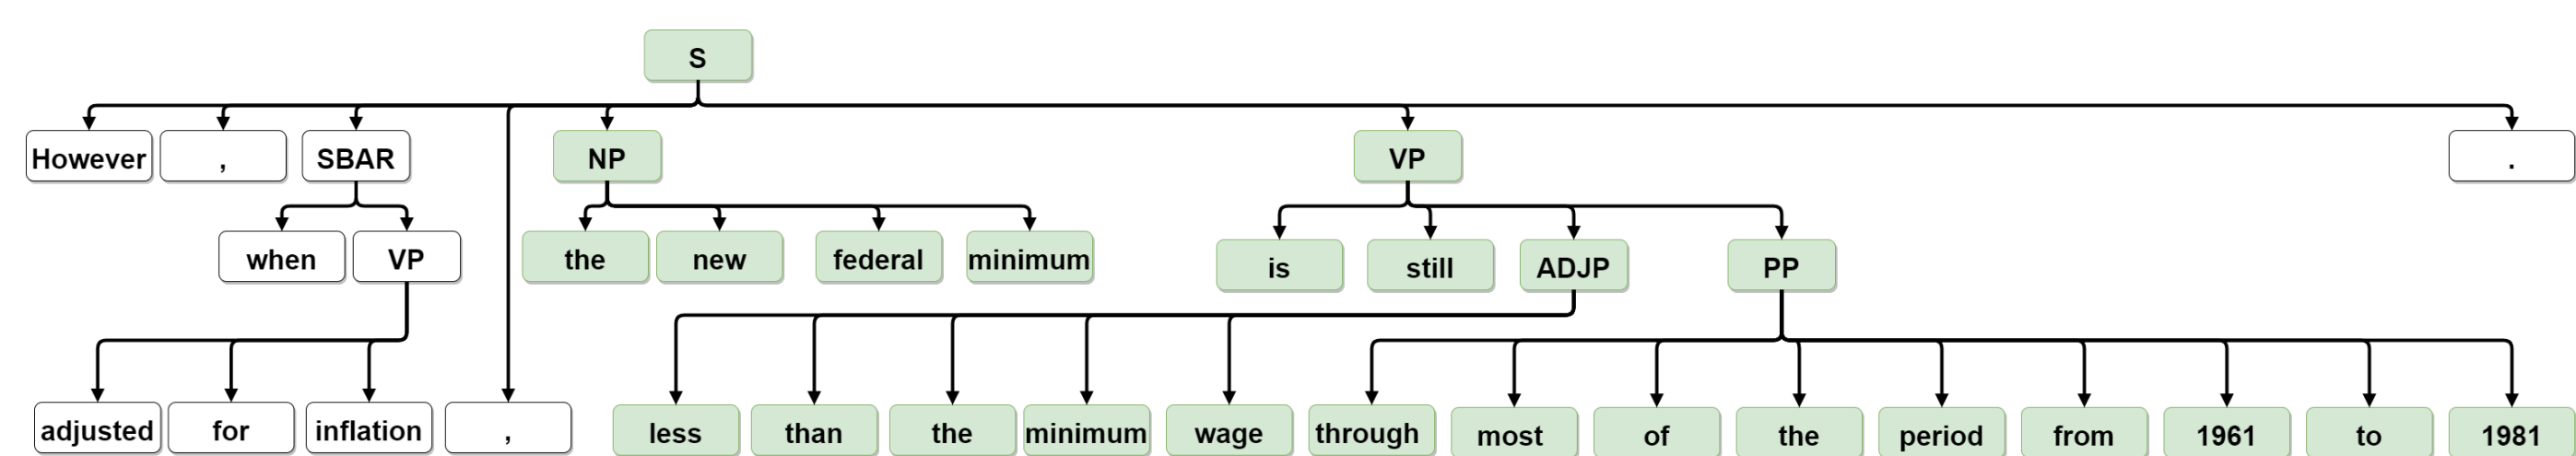 S
However , SBAR NP VP .
when VP the new federal minimum is still ADJP PP
adjusted for inflation , less than the minimum wage through most of the period from 1961 to 1981